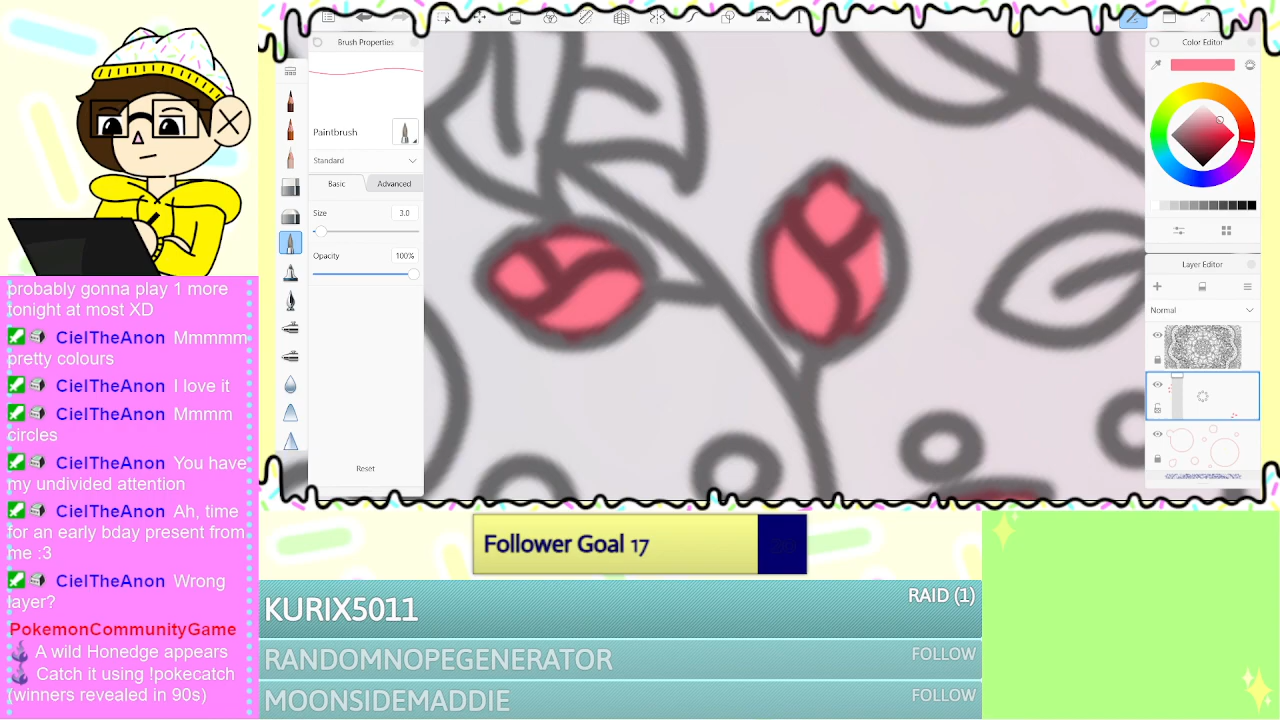 Brush Properties
Paintbrush
Standard
Basic
Advanced
Size
3.0
Opacity
100%
Reset
Color Editor
Layer Editor
Normal
probably gonna play 1 more
tonight at most XD
CielTheAnon Mmmmm
pretty colours
CielTheAnon I love it
CielTheAnon Mmmm
circles
CielTheAnon You have
my undivided attention
CielTheAnon Ah, time
for an early bday present from
me :3
CielTheAnon Wrong
layer?
PokemonCommunityGame
A wild Honedge appears
Catch it using !pokecatch
(winners revealed in 90s)
Follower Goal 17
KURIX5011
RAID (1)
RANDOMNOPEGENERATOR
FOLLOW
MOONSIDEMADDIE
FOLLOW